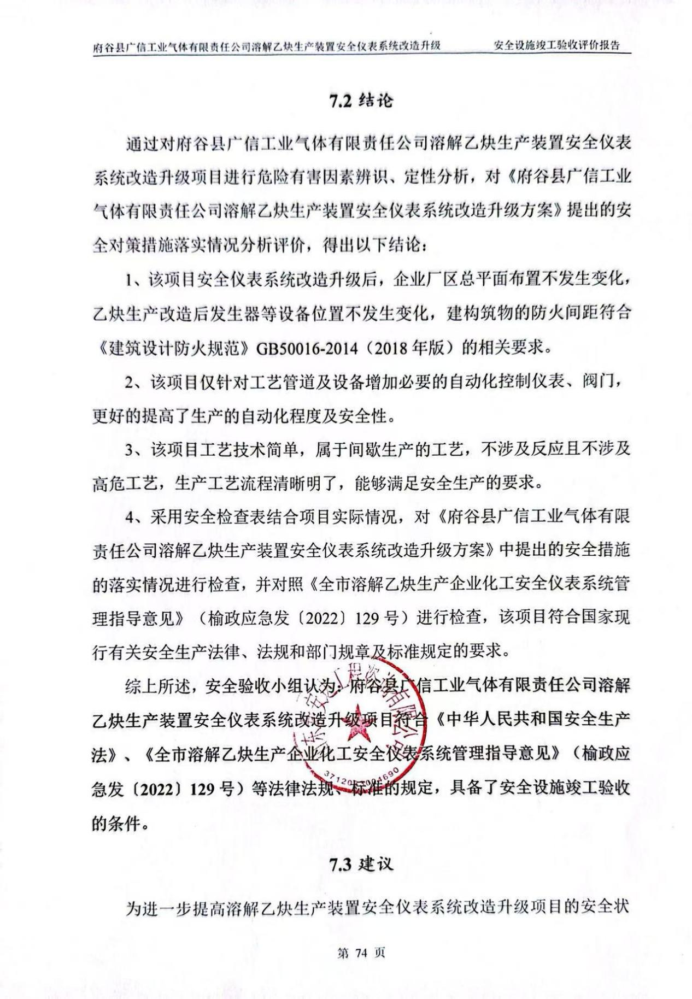 府谷县广信工业气体有限责任公司溶解乙炔生产装置安全仪表系统改造升级 安全设施竣工验收评价报告
7.2 结论
通过对府谷县广信工业气体有限责任公司溶解乙炔生产装置安全仪表
系统改造升级项目进行危险有害因素辨识、定性分析，对《府谷县广信工业
气体有限责任公司溶解乙炔生产装置安全仪表系统改造升级方案》提出的安
全对策措施落实情况分析评价，得出以下结论：
1、该项目安全仪表系统改造升级后，企业厂区总平面布置不发生变化，
乙炔生产改造后发生器等设备位置不发生变化，建构筑物的防火间距符合
《建筑设计防火规范》GB50016-2014（2018 年版）的相关要求。
2、该项目仅针对工艺管道及设备增加必要的自动化控制仪表、阀门，
更好的提高了生产的自动化程度及安全性。
3、该项目工艺技术简单，属于间歇生产的工艺，不涉及反应且不涉及
高危工艺，生产工艺流程清晰明了，能够满足安全生产的要求。
4、采用安全检查表结合项目实际情况，对《府谷县广信工业气体有限
责任公司溶解乙炔生产装置安全仪表系统改造升级方案》中提出的安全措施
的落实情况进行检查，并对照《全市溶解乙炔生产企业化工安全仪表系统管
理指导意见》（榆政应急发〔2022〕129 号）进行检查，该项目符合国家现
行有关安全生产法律、法规和部门规章及标准规定的要求。
综上所述，安全验收小组认为：府谷县广信工业气体有限责任公司溶解
乙炔生产装置安全仪表系统改造升级项目符合《中华人民共和国安全生产
法》、《全市溶解乙炔生产企业化工安全仪表系统管理指导意见》（榆政应
急发〔2022〕129 号）等法律法规、标准的规定，具备了安全设施竣工验收
的条件。
工程咨询有限公司
7.3 建议
为进一步提高溶解乙炔生产装置安全仪表系统改造升级项目的安全状
第 74 页